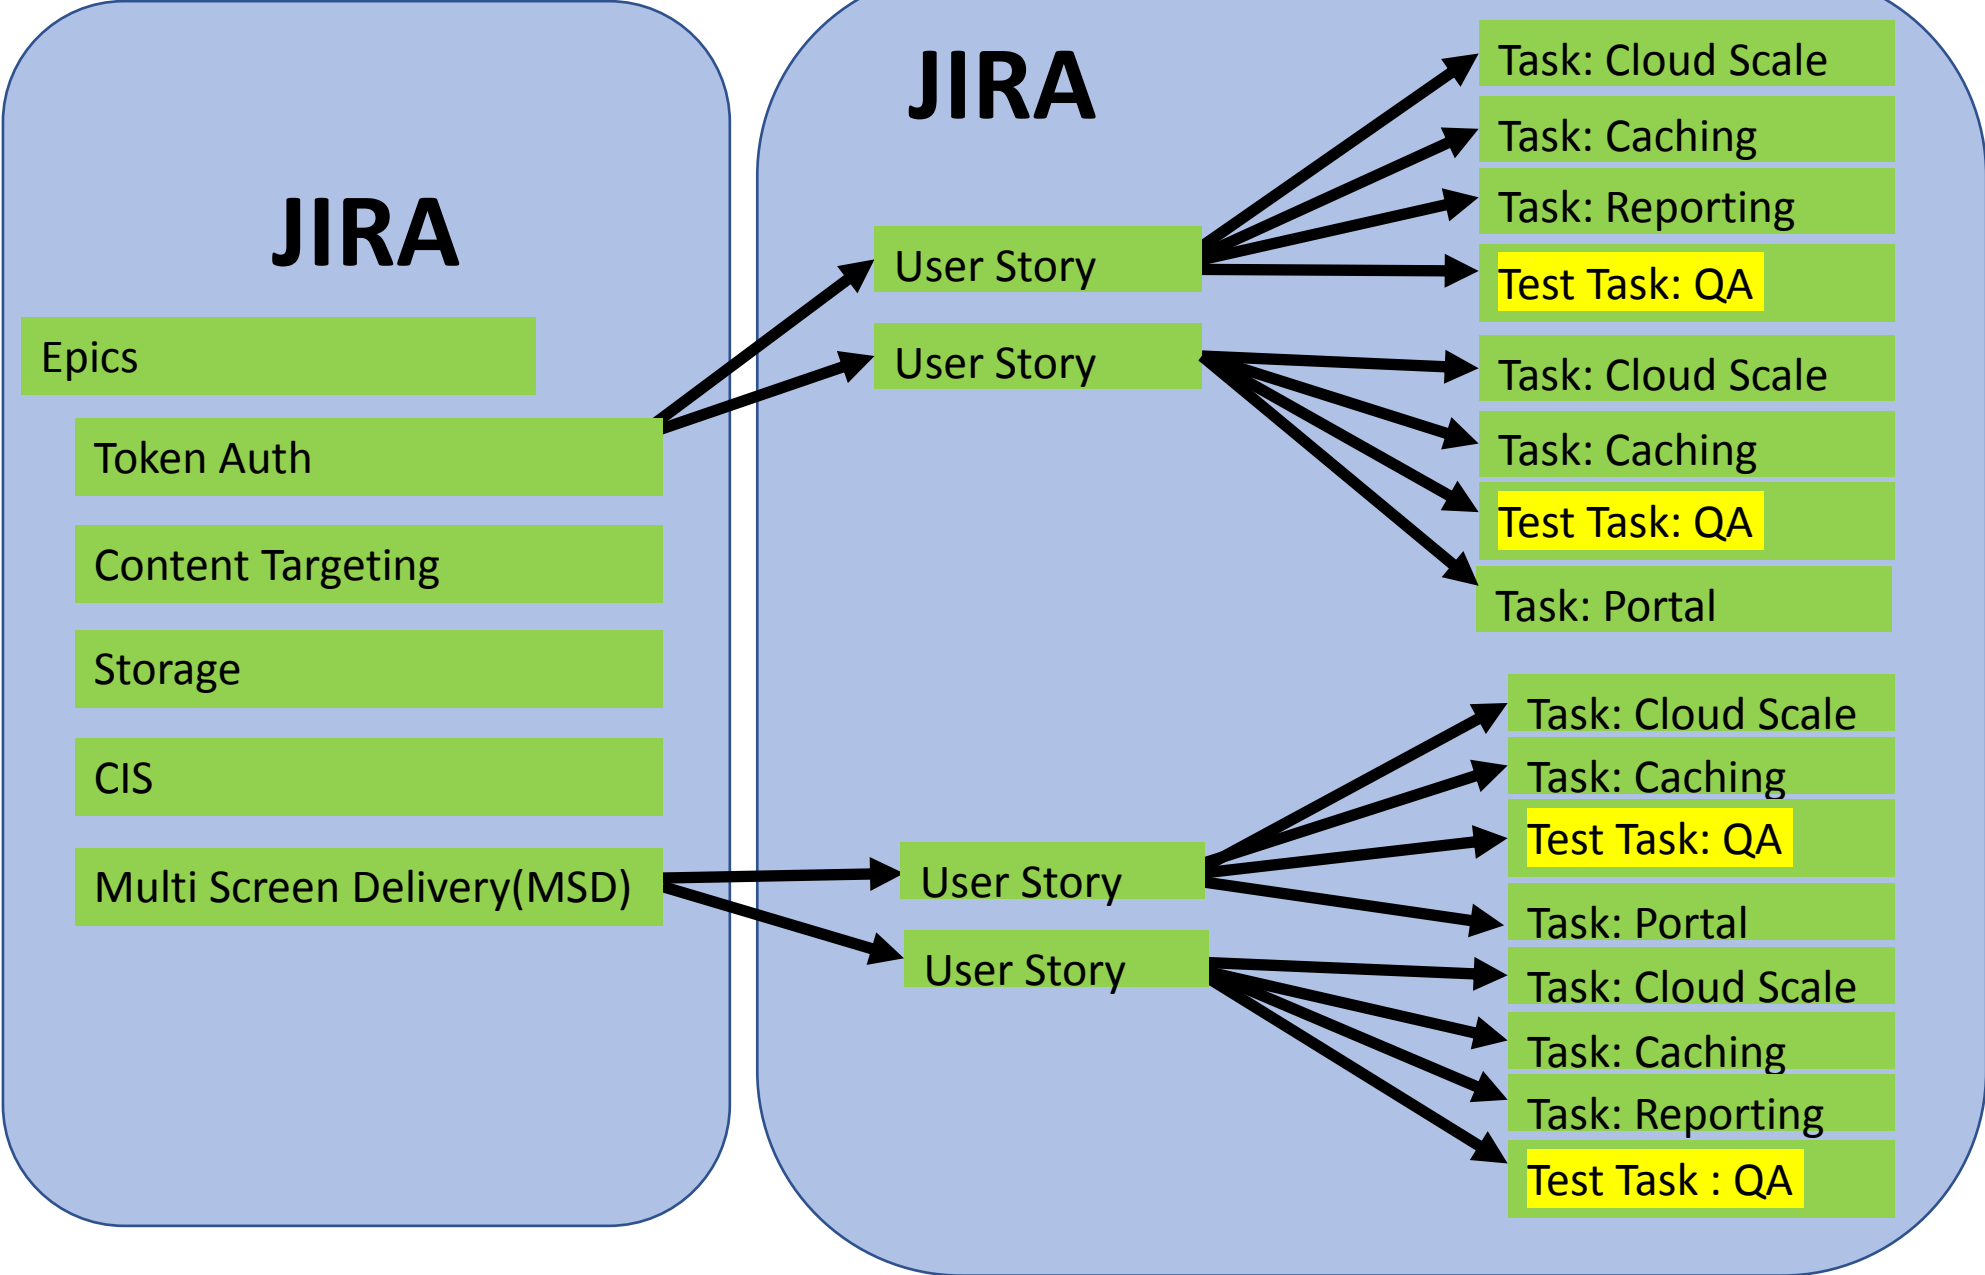 JIRA
Epics
Token Auth
Content Targeting
Storage
CIS
Multi Screen Delivery(MSD)
JIRA
User Story
User Story
User Story
User Story
Task: Cloud Scale
Task: Caching
Task: Reporting
Test Task: QA
Task: Cloud Scale
Task: Caching
Test Task: QA
Task: Portal
Task: Cloud Scale
Task: Caching
Test Task: QA
Task: Portal
Task: Cloud Scale
Task: Caching
Task: Reporting
Test Task : QA